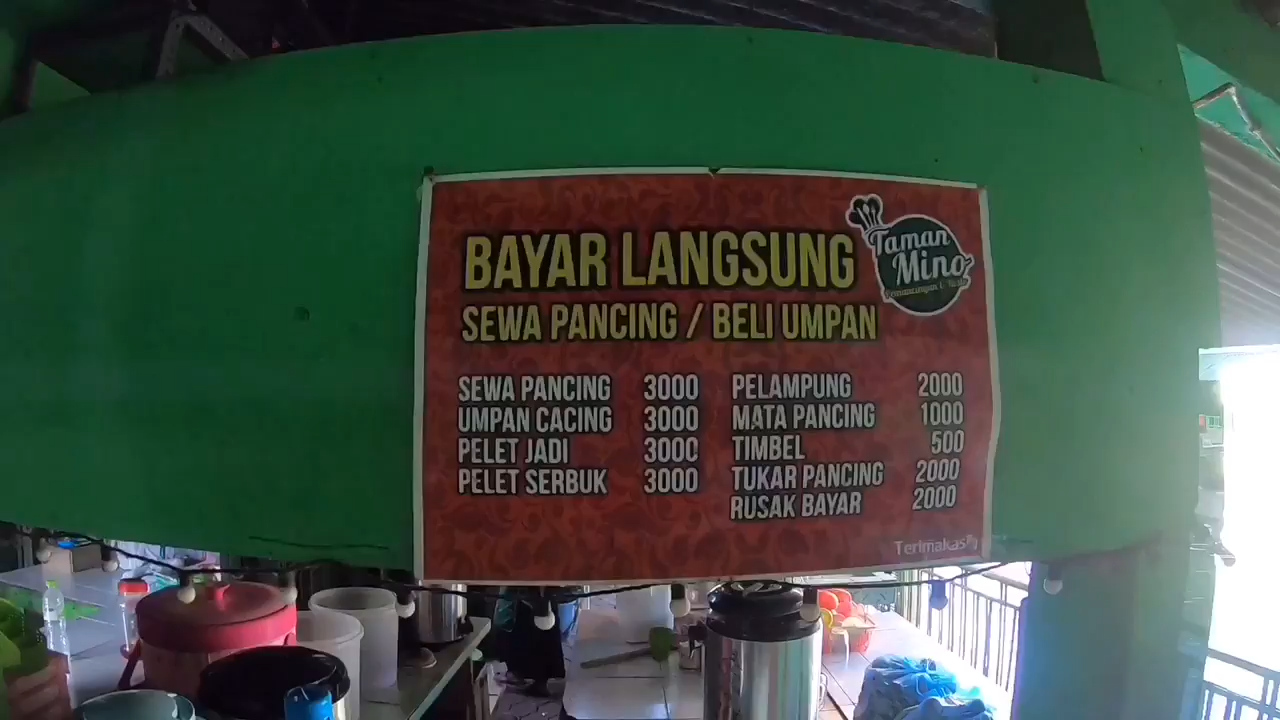 BAYAR LANGSUNG
SEWA PANCING / BELI UMPAN
Taman
Mino
SEWA PANCING 3000
UMPAN CACING 3000
PELET JADI 3000
PELET SERBUK 3000
PELAMPUNG 2000
MATA PANCING 1000
TIMBEL 500
TUKAR PANCING 2000
RUSAK BAYAR 2000